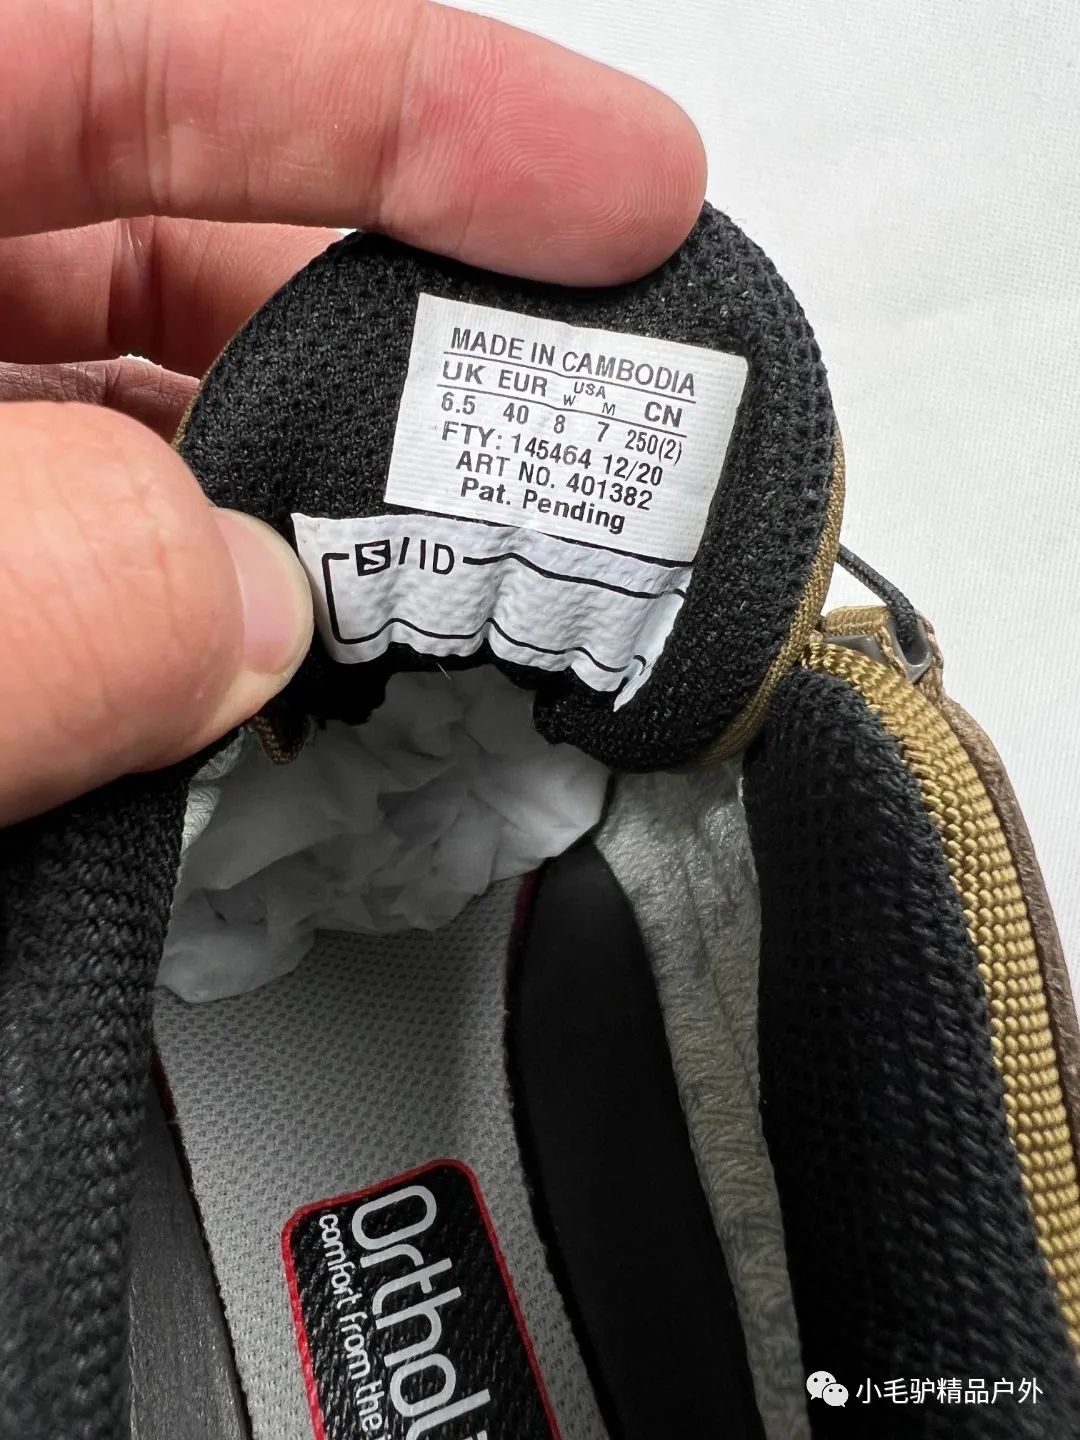 MADE IN CAMBODIA
UK EUR USA CN
W M
6.5 40 8 7 250(2)
FTY: 145464 12/20
ART NO. 401382
Pat. Pending
S/ID
comfort from the
小毛驴精品户外